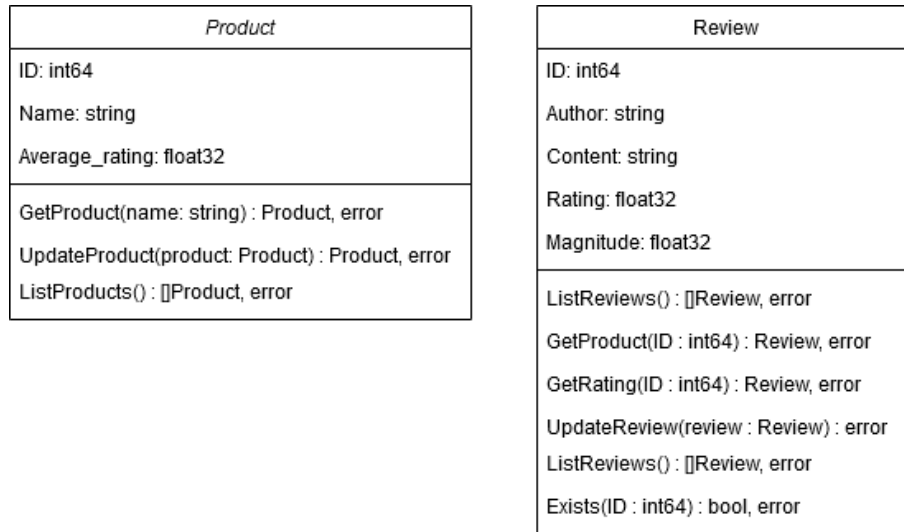 Product
ID: int64
Name: string
Average_rating: float32
GetProduct(name: string) : Product, error
UpdateProduct(product: Product) : Product, error
ListProducts() : []Product, error
Review
ID: int64
Author: string
Content: string
Rating: float32
Magnitude: float32
ListReviews() : []Review, error
GetProduct(ID : int64) : Review, error
GetRating(ID : int64) : Review, error
UpdateReview(review : Review) : error
ListReviews() : []Review, error
Exists(ID : int64) : bool, error